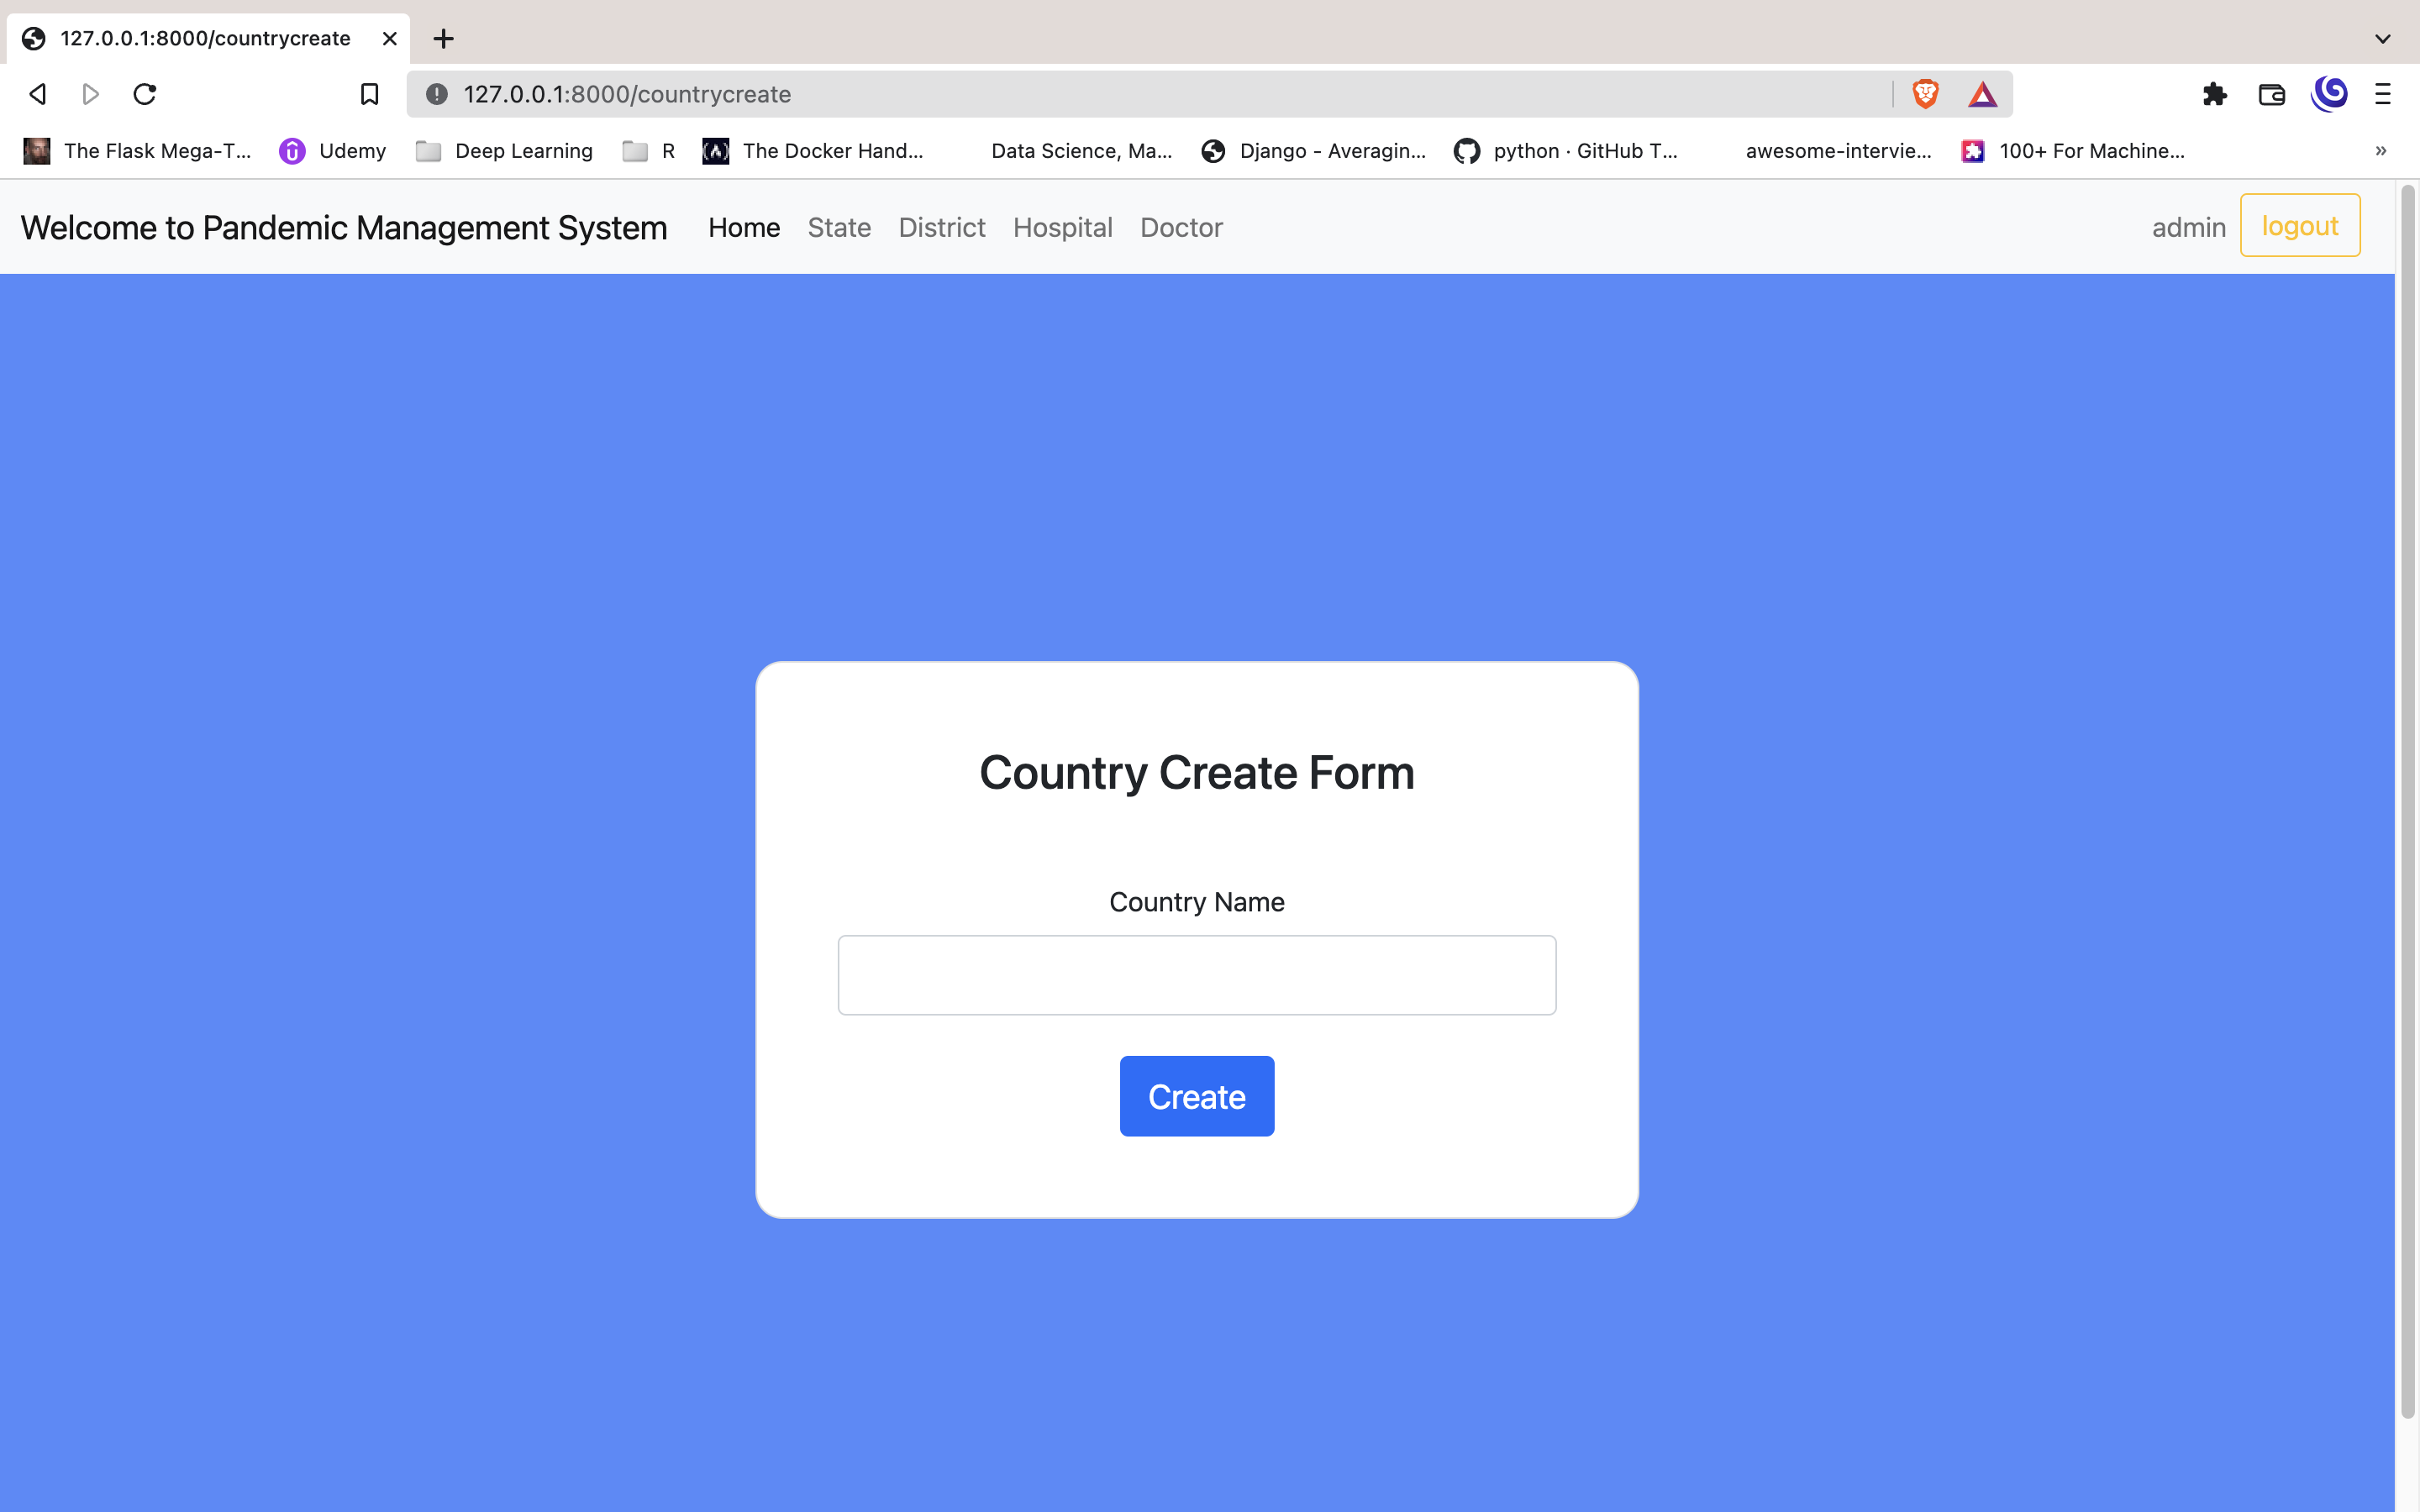 127.0.0.1:8000/countrycreate
127.0.0.1:8000/countrycreate
The Flask Mega-T... Udemy Deep Learning R The Docker Hand... Data Science, Ma... Django - Averagin... python · GitHub T... awesome-intervie... 100+ For Machine... »
Welcome to Pandemic Management System Home State District Hospital Doctor admin logout
Country Create Form
Country Name
Create